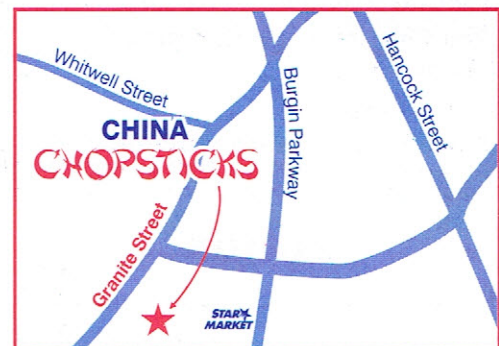 Whitwell Street
Burgin Parkway
Hancock Street
CHINA
CHOPSTICKS
Granite Street
STAR
MARKET